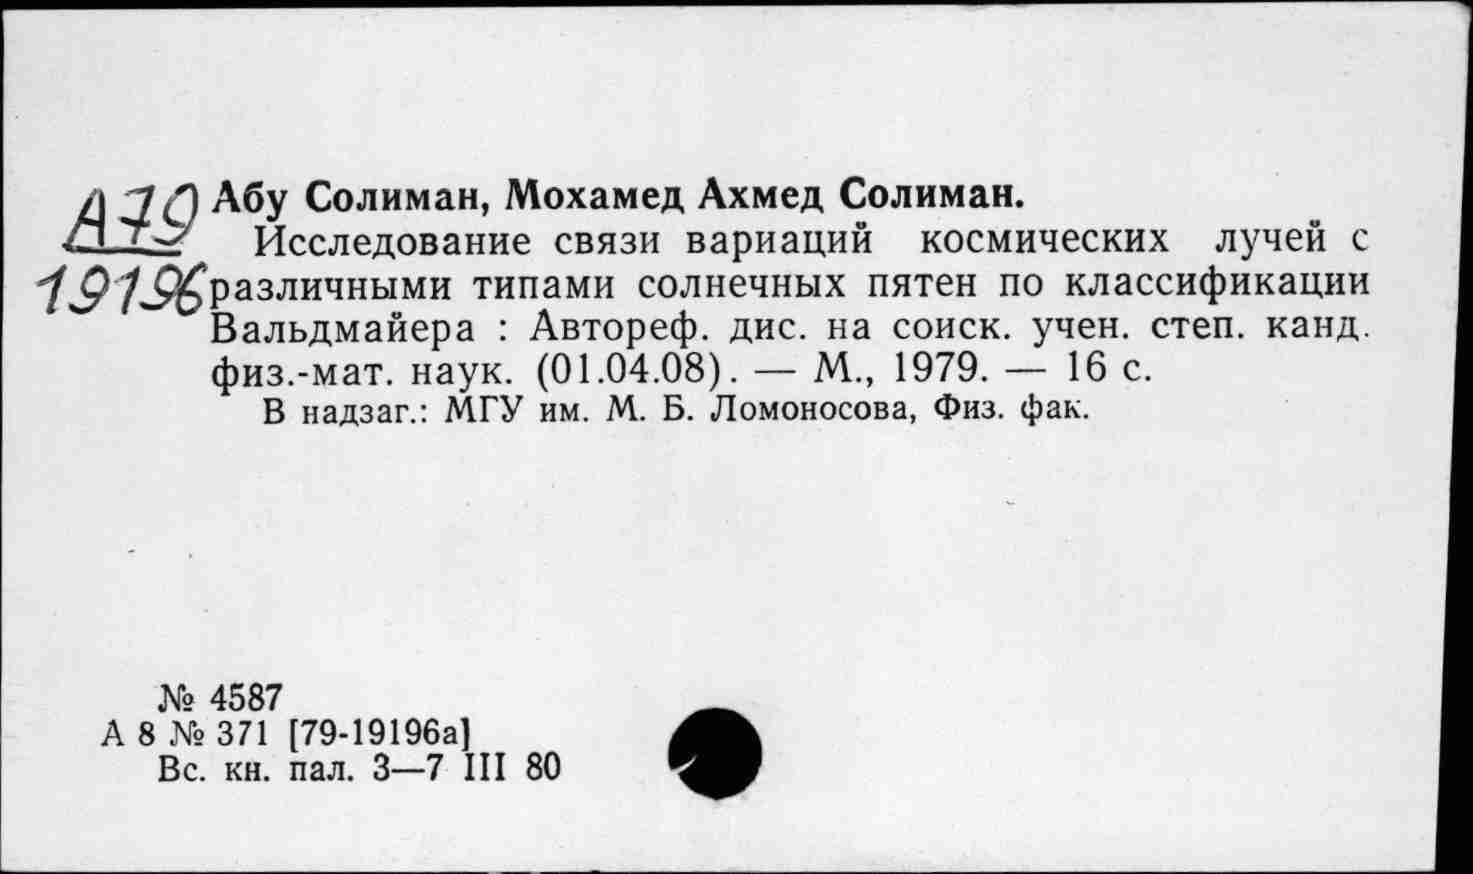 А79
19196
Абу Солиман, Мохамед Ахмед Солиман.
Исследование связи вариаций космических лучей с
различными типами солнечных пятен по классификации
Вальдмайера : Автореф. дис. на соиск. учен. степ. канд.
физ.-мат. наук. (01.04.08). — М., 1979. — 16 с.
В надзаг.: МГУ им. М. Б. Ломоносова, Физ. фак.
№ 4587
А 8 № 371 [79-19196а]
Вс. кн. пал. 3—7 III 80